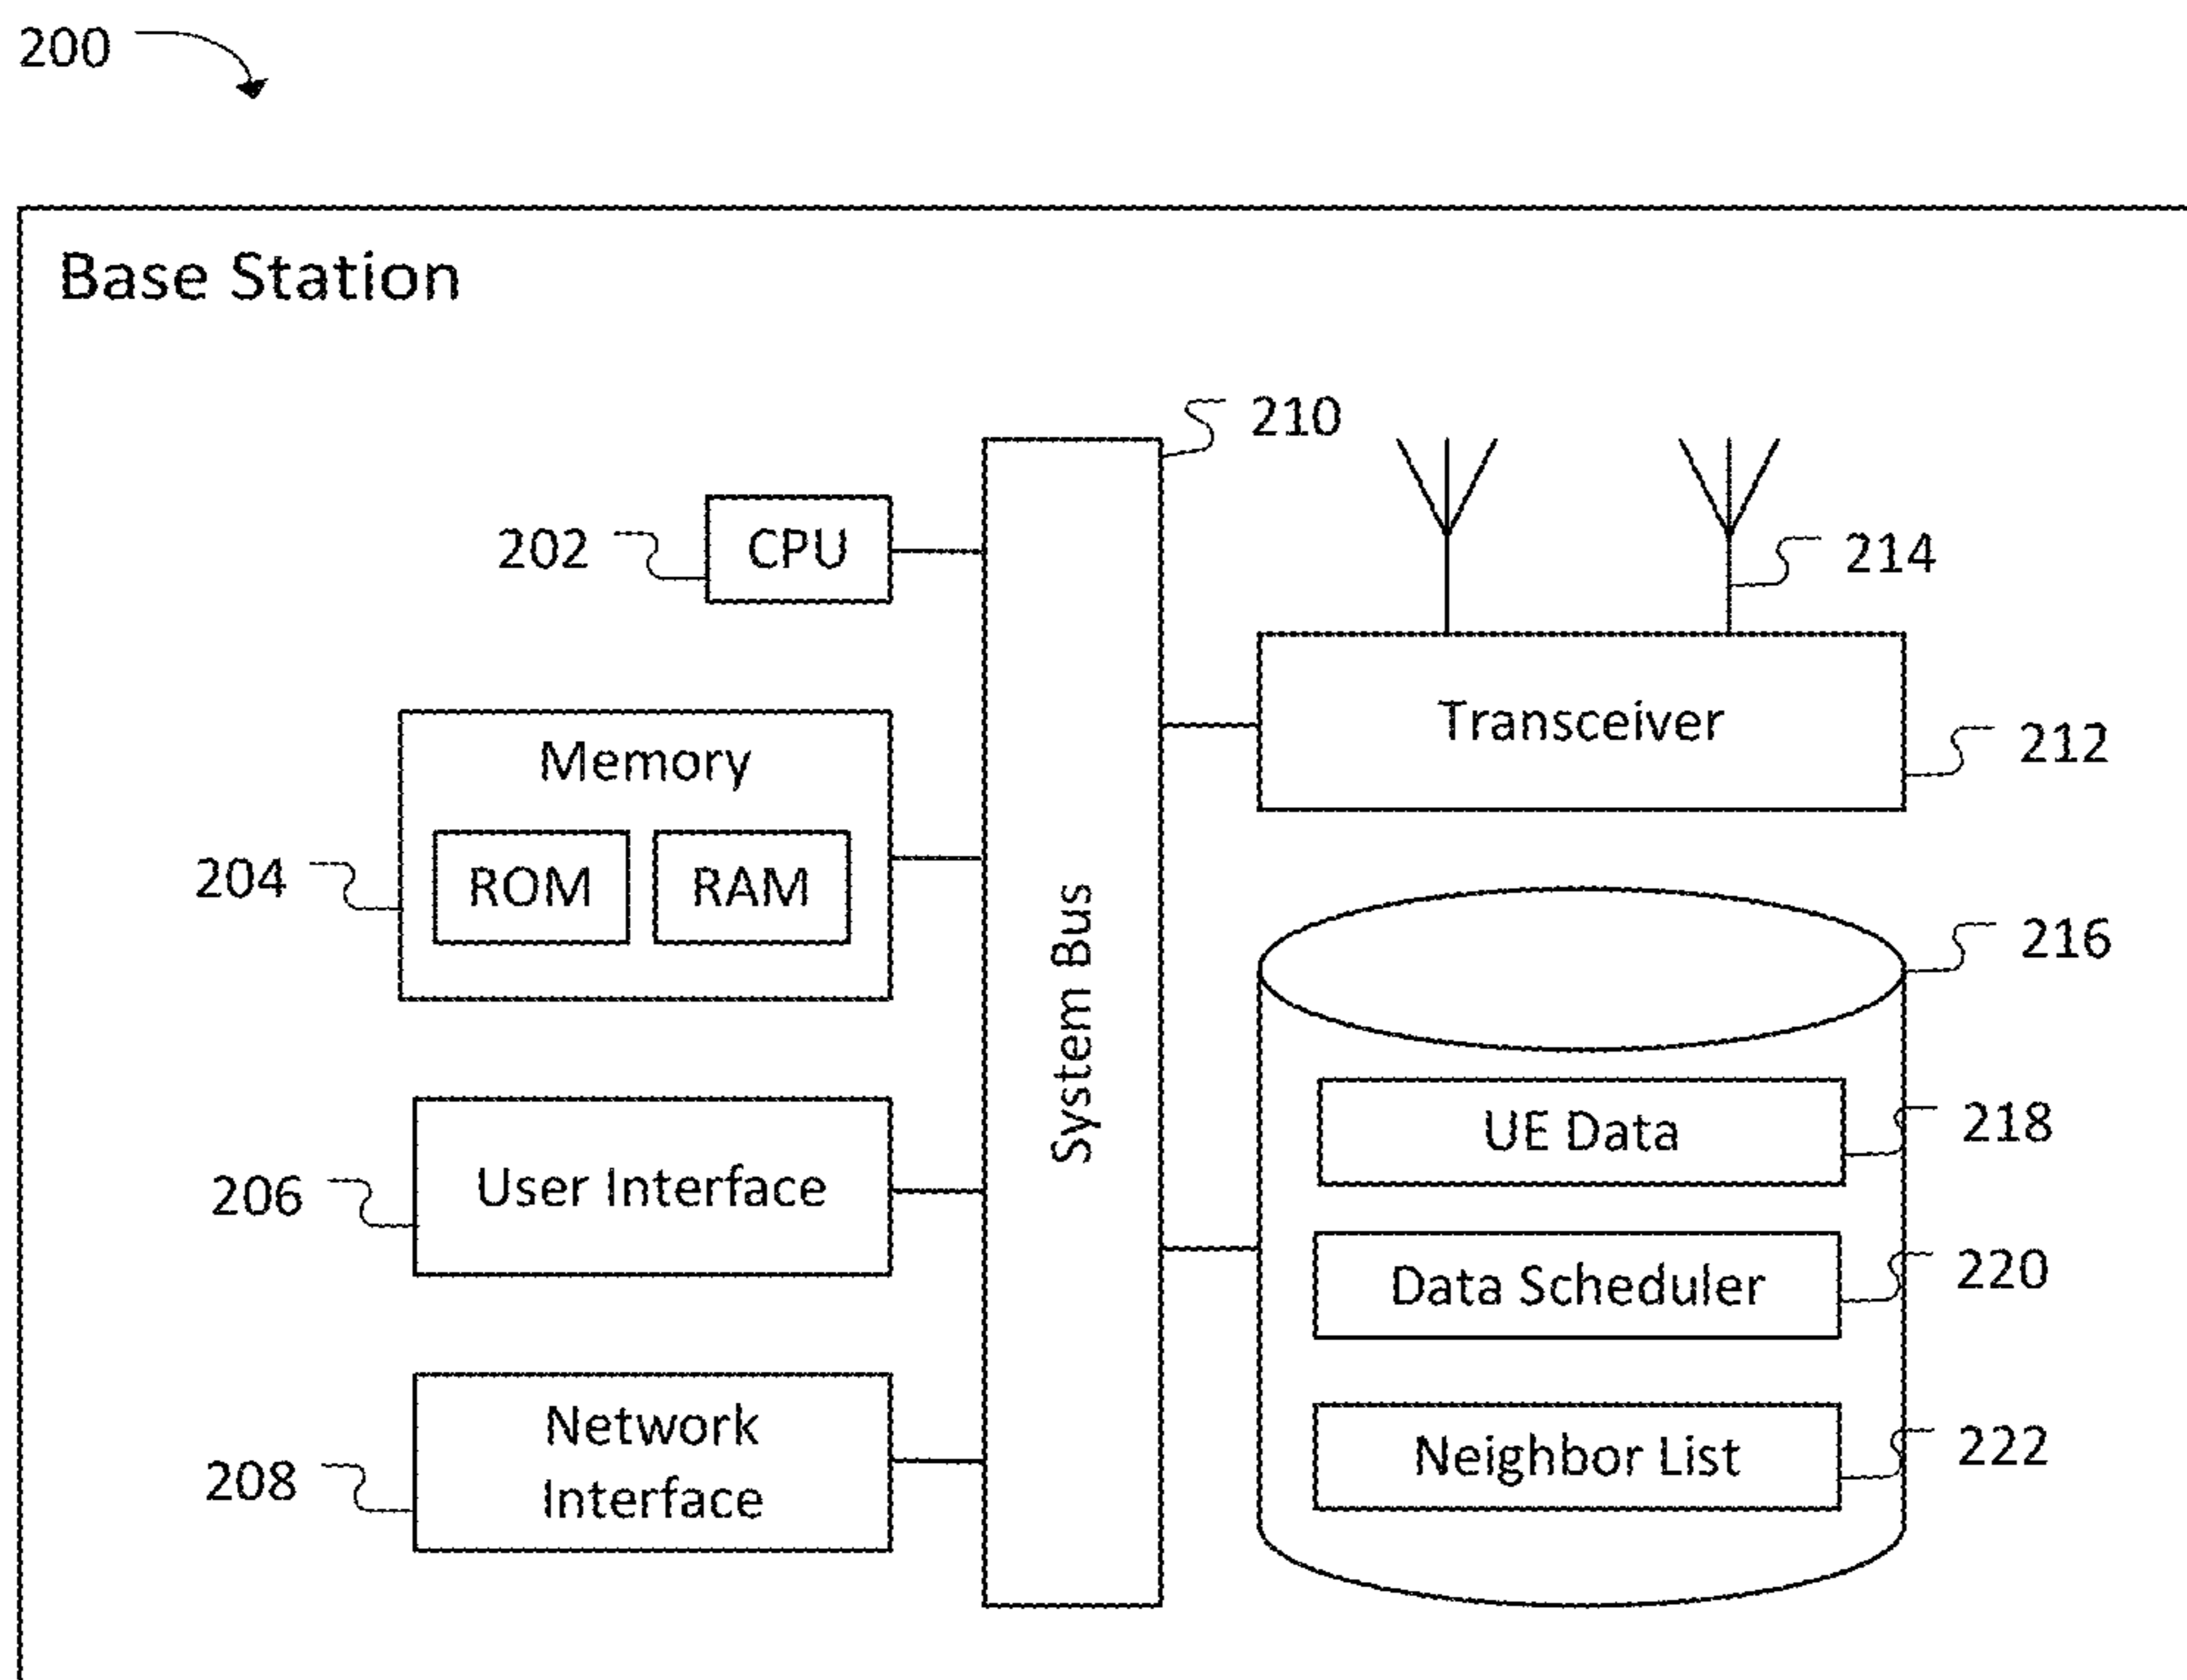 200
Base Station
210
202
CPU
214
Transceiver
212
Memory
204
ROM
RAM
216
System Bus
UE Data
218
206
User Interface
Data Scheduler
220
Network
Interface
208
Neighbor List
222